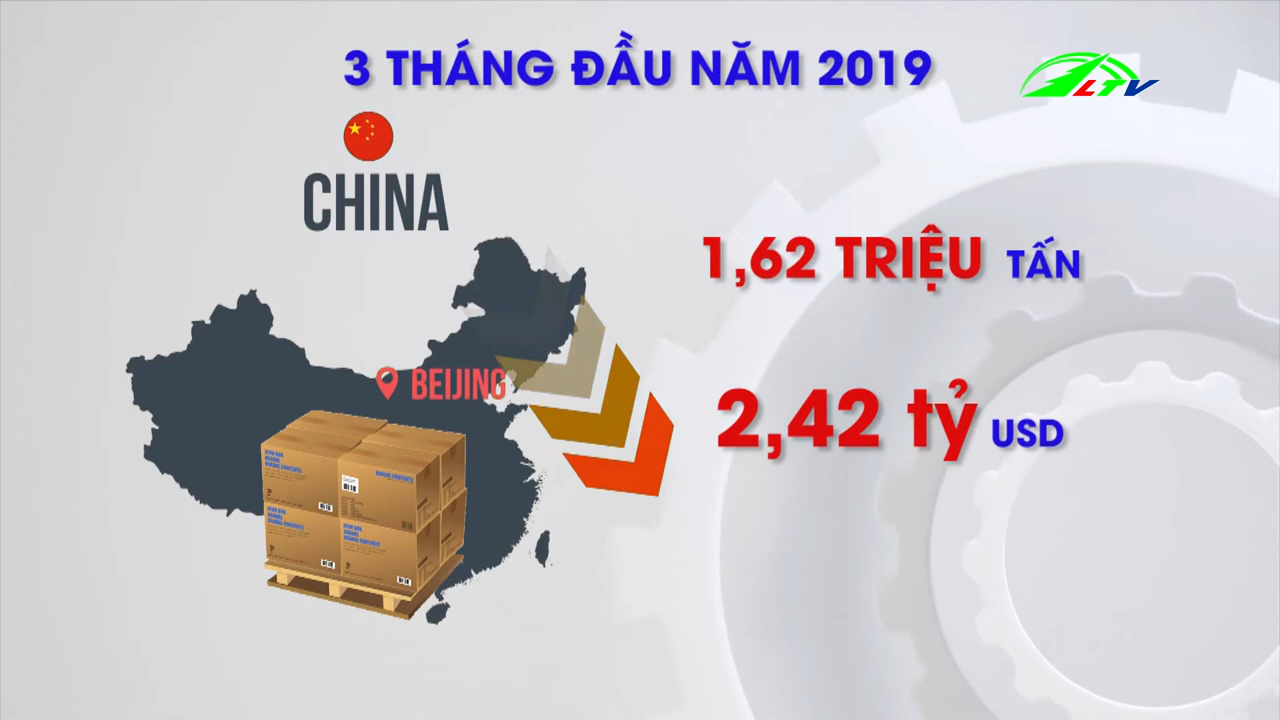 3 THÁNG ĐẦU NĂM 2019
LTV
CHINA
1,62 TRIỆU TẤN
BEIJING
2,42 tỷ USD